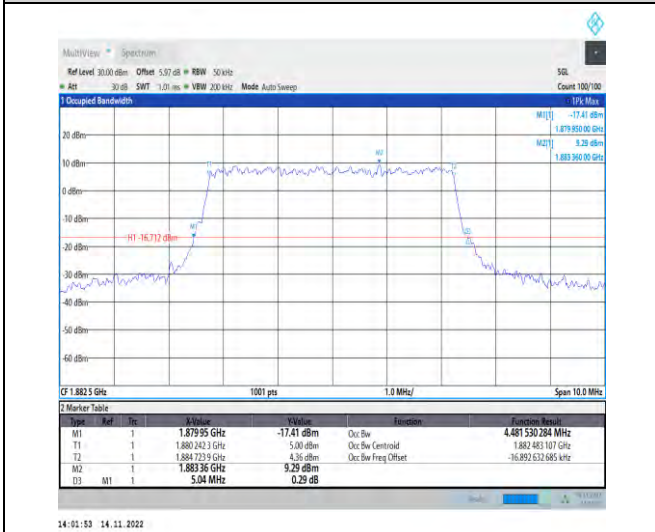 MultiView Spectrum
Ref Level 30.00 dBm Offset 5.97 dB RBW 50 kHz SGL
Att 30 dB SWT 1.01 ms VBW 200 kHz Mode Auto Sweep Count 100/100
1 Occupied Bandwidth 1Pk Max
M1[1] -17.41 dBm
1.879 950 00 GHz
M2[1] 9.29 dBm
1.883 360 00 GHz
20 dBm
10 dBm
0 dBm
-10 dBm
-30 dBm
-40 dBm
-50 dBm
-60 dBm
T1
M2
T2
M1
D3
H1 -16.712 dBm
CF 1.882 5 GHz 1001 pts 1.0 MHz/ Span 10.0 MHz
2 Marker Table
Type Ref Trc X-Value Y-Value Function Function Result
M1 1 1.879 95 GHz -17.41 dBm Occ Bw 4.481 530 284 MHz
T1 1 1.880 242 3 GHz 5.00 dBm Occ Bw Centroid 1.882 483 107 GHz
T2 1 1.884 723 9 GHz 4.36 dBm Occ Bw Freq Offset -16.892 632 685 kHz
M2 1 1.883 36 GHz 9.29 dBm
D3 M1 1 5.04 MHz 0.29 dB
14:01:53 14.11.2022